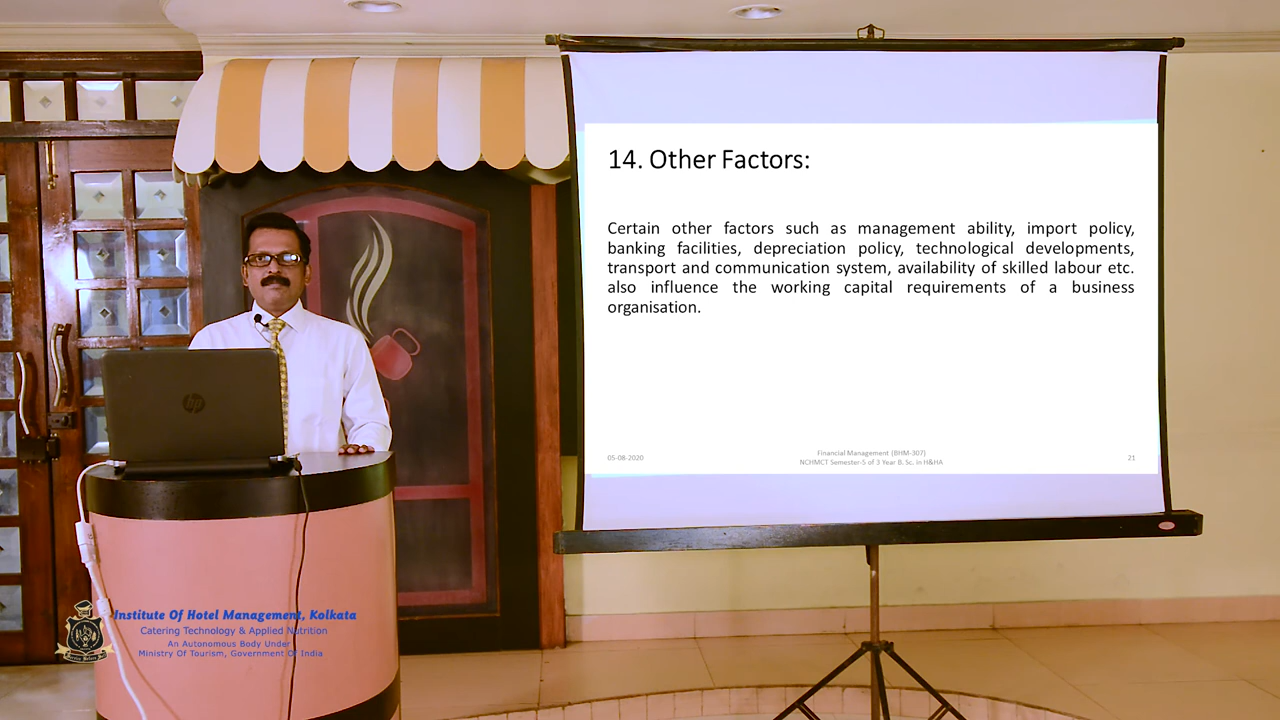 14. Other Factors:
Certain other factors such as management ability, import policy,
banking facilities, depreciation policy, technological developments,
transport and communication system, availability of skilled labour etc.
also influence the working capital requirements of a business
organisation.
05-08-2020
Financial Management (BHM-307)
NCHMCT Semester-5 of 3 Year B.Sc. in H&HA
21
hp
Institute Of Hotel Management, Kolkata
Catering Technology & Applied Nutrition
An Autonomous Body Under
Ministry Of Tourism, Government Of India